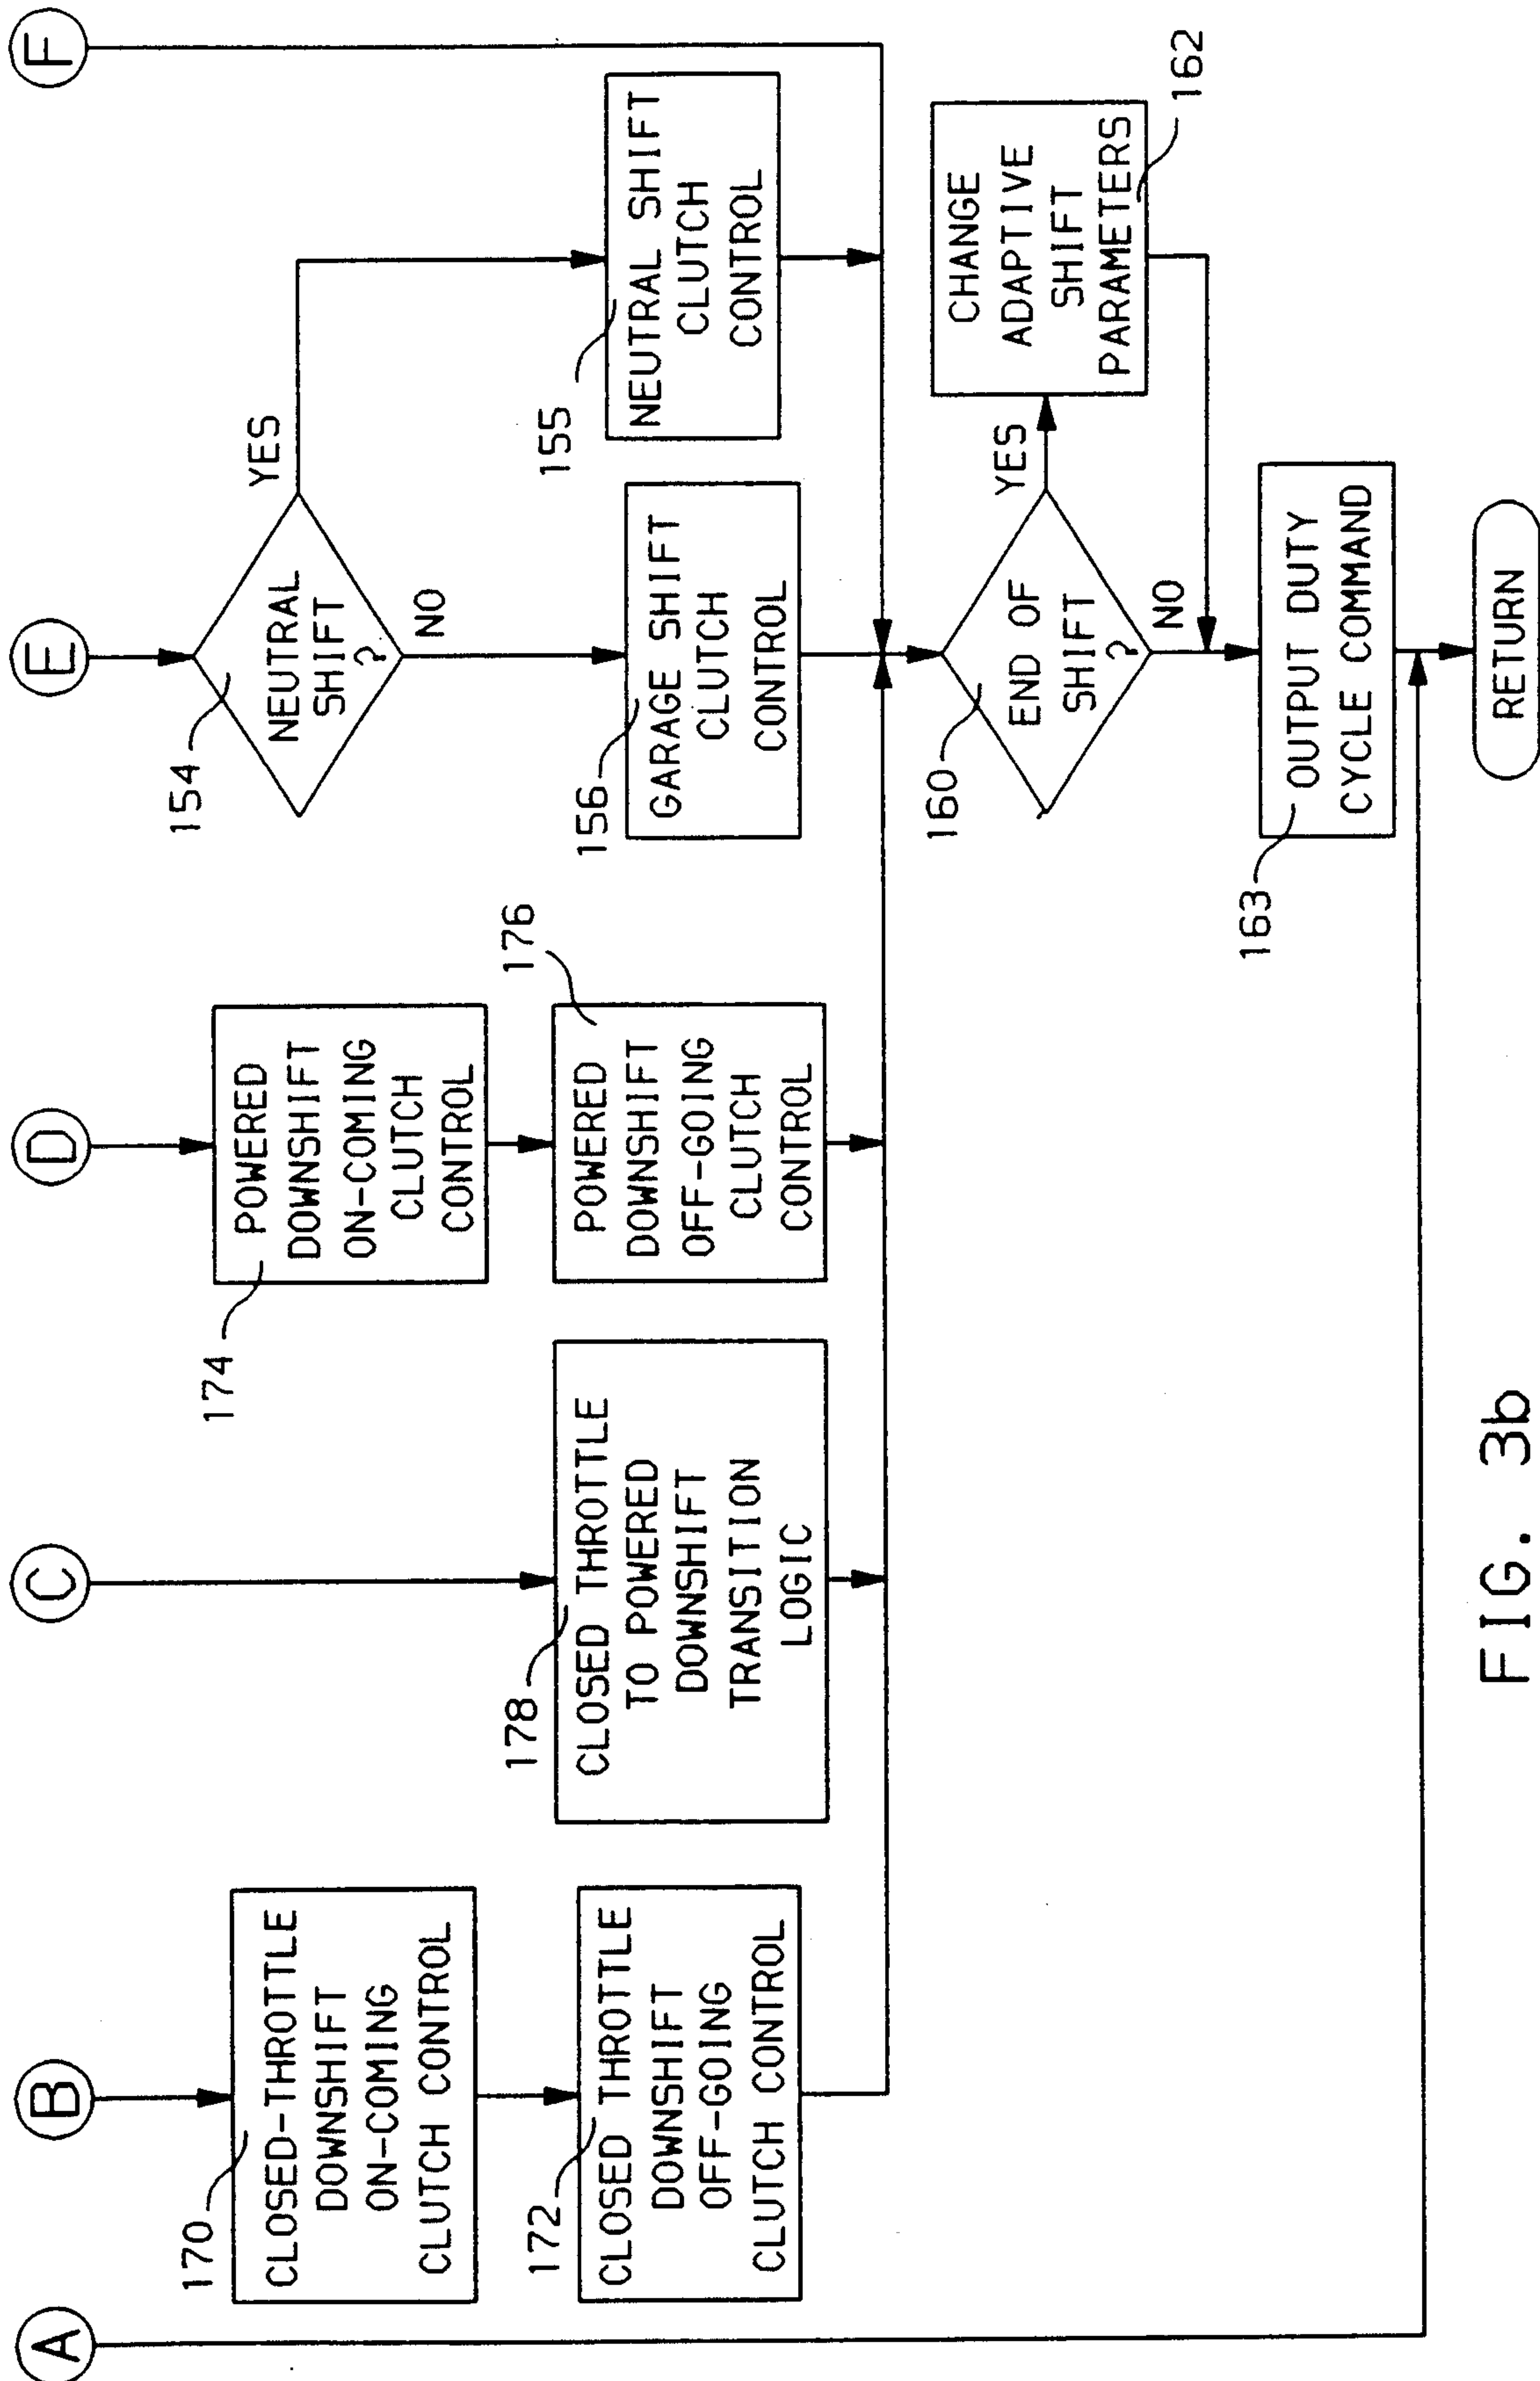 A
B
C
D
E
F
170
CLOSED-THROTTLE
DOWNSHIFT
ON-COMING
CLUTCH CONTROL
172
CLOSED THROTTLE
DOWNSHIFT
OFF-GOING
CLUTCH CONTROL
178
CLOSED THROTTLE
TO POWERED
DOWNSHIFT
TRANSITION
LOGIC
174
POWERED
DOWNSHIFT
ON-COMING
CLUTCH
CONTROL
176
POWERED
DOWNSHIFT
OFF-GOING
CLUTCH
CONTROL
154
NEUTRAL
SHIFT
?
YES
NO
156
GARAGE SHIFT
CLUTCH
CONTROL
155
NEUTRAL SHIFT
CLUTCH
CONTROL
160
END OF
SHIFT
?
YES
NO
CHANGE
ADAPTIVE
SHIFT
PARAMETERS
162
163
OUTPUT DUTY
CYCLE COMMAND
RETURN
FIG. 3b